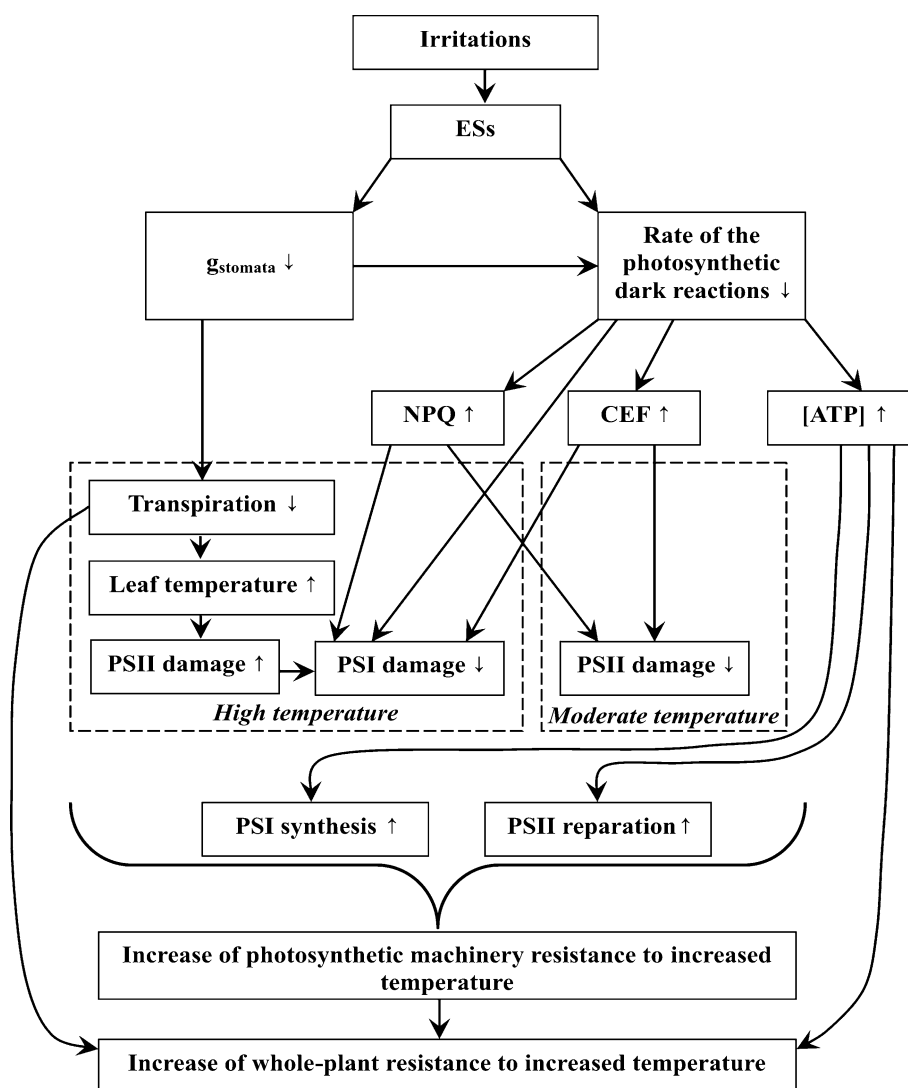 Irritations
ESs
g_stomata ↓
Rate of the
photosynthetic
dark reactions ↓
NPQ ↑
CEF ↑
[ATP] ↑
Transpiration ↓
Leaf temperature ↑
PSII damage ↑
PSI damage ↓
PSII damage ↓
High temperature
Moderate temperature
PSI synthesis ↑
PSII reparation ↑
Increase of photosynthetic machinery resistance to increased
temperature
Increase of whole-plant resistance to increased temperature